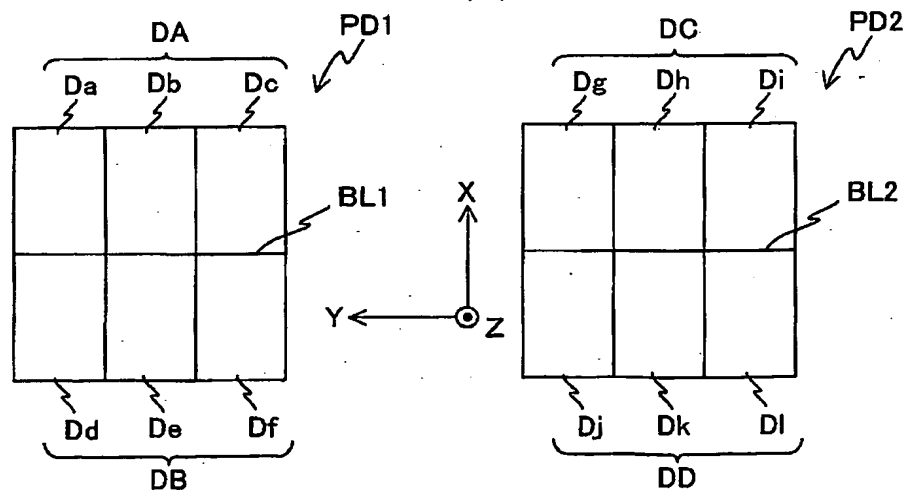 DA PD1 DC PD2
Da Db Dc Dg Dh Di
BL1 X BL2
Y Z
Dd De Df Dj Dk Dl
DB DD